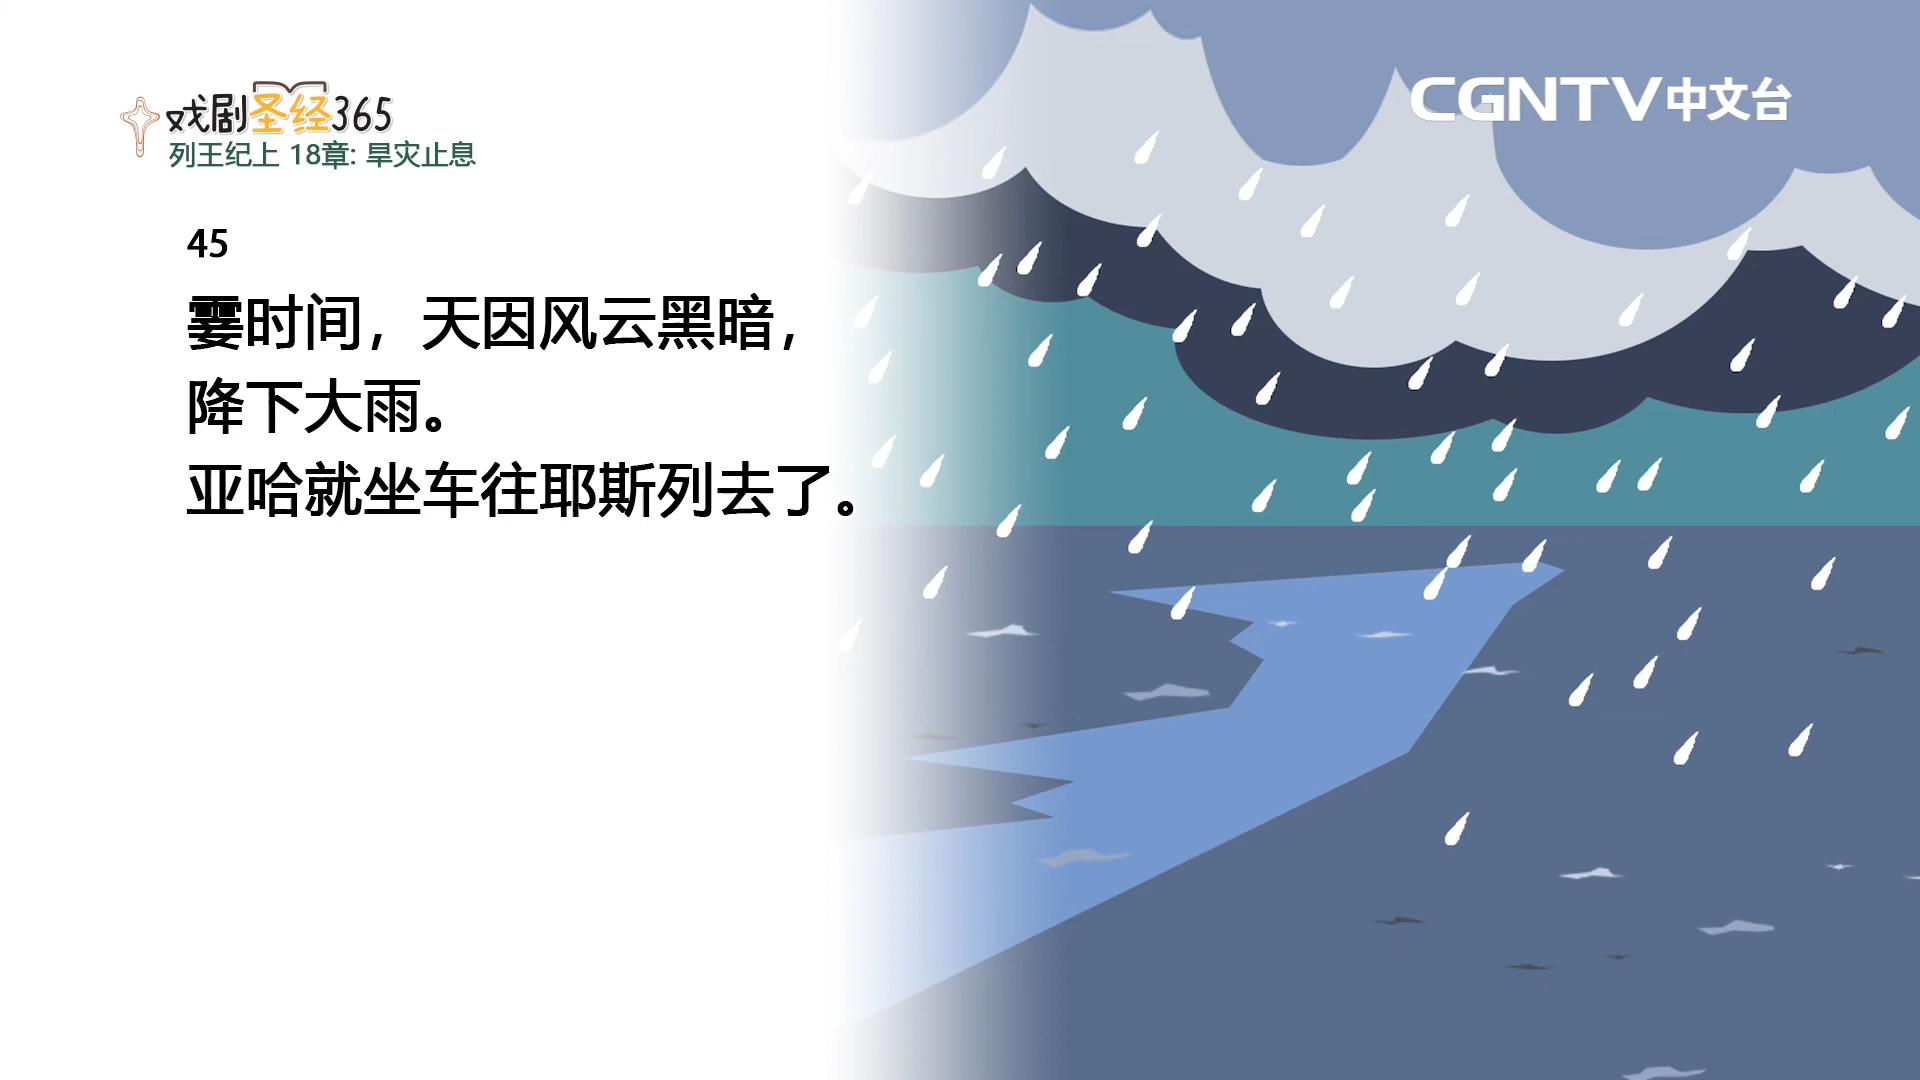 戏剧圣经365
CGNTV中文台
列王纪上 18章: 旱灾止息
45
霎时间，天因风云黑暗，
降下大雨。
亚哈就坐车往耶斯列去了。